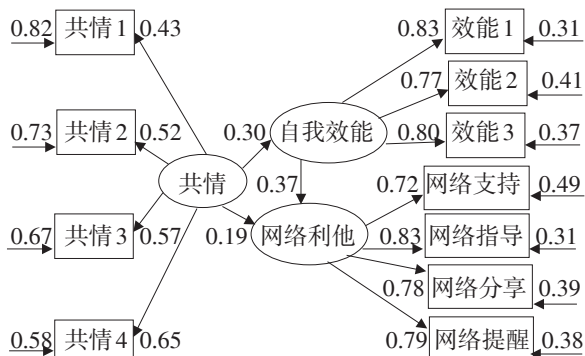 0.82 共情1 0.43
0.83 效能1 0.31
0.77 效能2 0.41
0.73 共情2 0.52
0.30 自我效能 0.80 效能3 0.37
共情
0.37
0.72 网络支持 0.49
0.67 共情3 0.57
0.19 网络利他 0.83 网络指导 0.31
0.78 网络分享 0.39
0.58 共情4 0.65
0.79 网络提醒 0.38